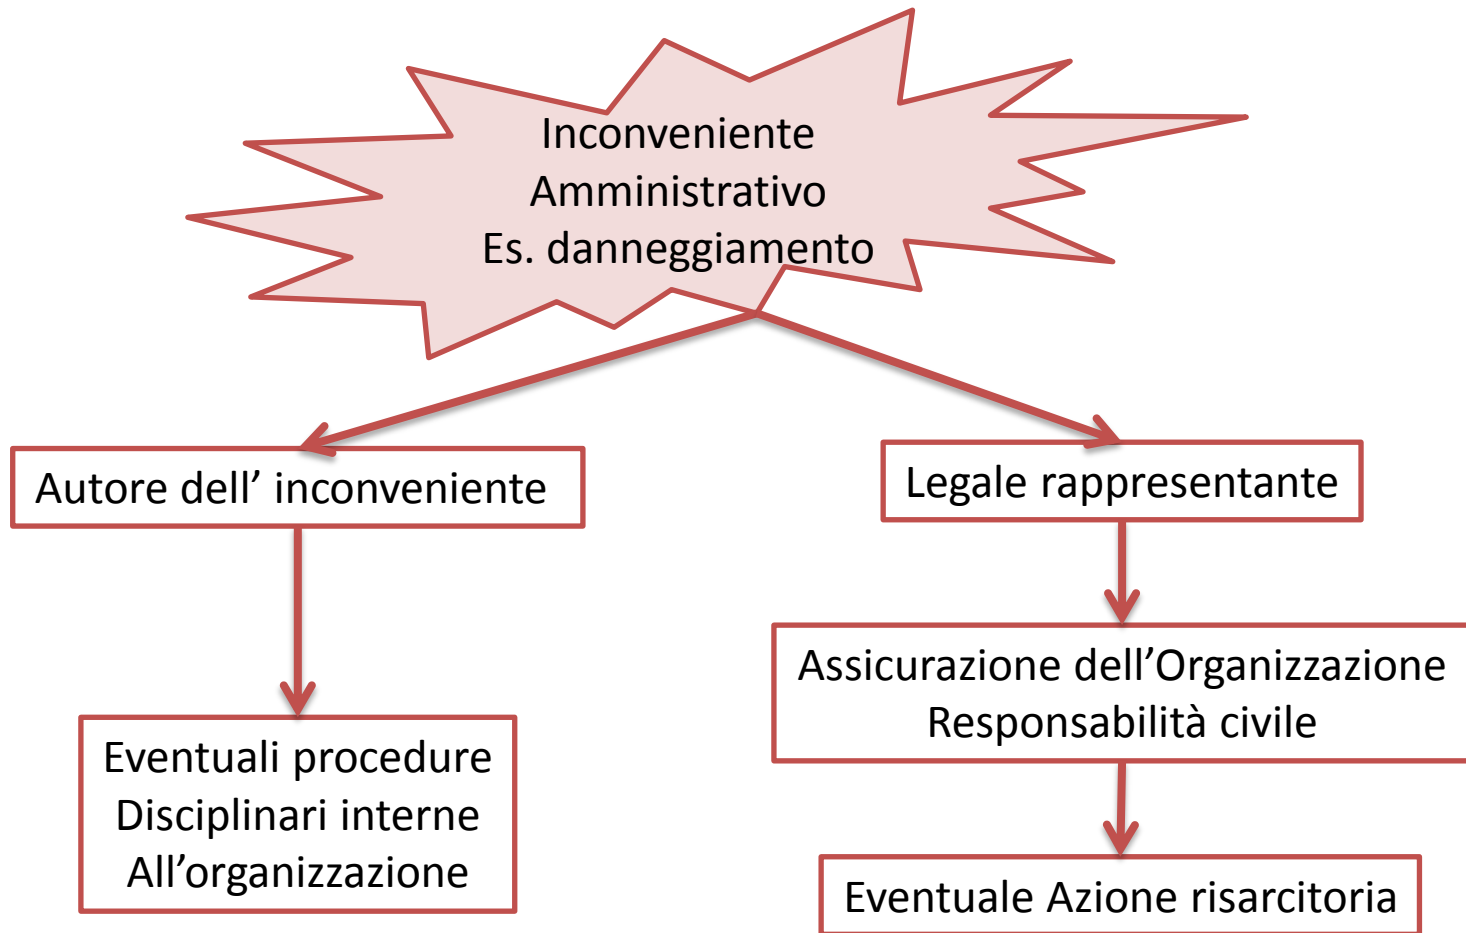 Inconveniente
Amministrativo
Es. danneggiamento
Autore dell' inconveniente
Legale rappresentante
Assicurazione dell'Organizzazione
Responsabilità civile
Eventuali procedure
Disciplinari interne
All'organizzazione
Eventuale Azione risarcitoria